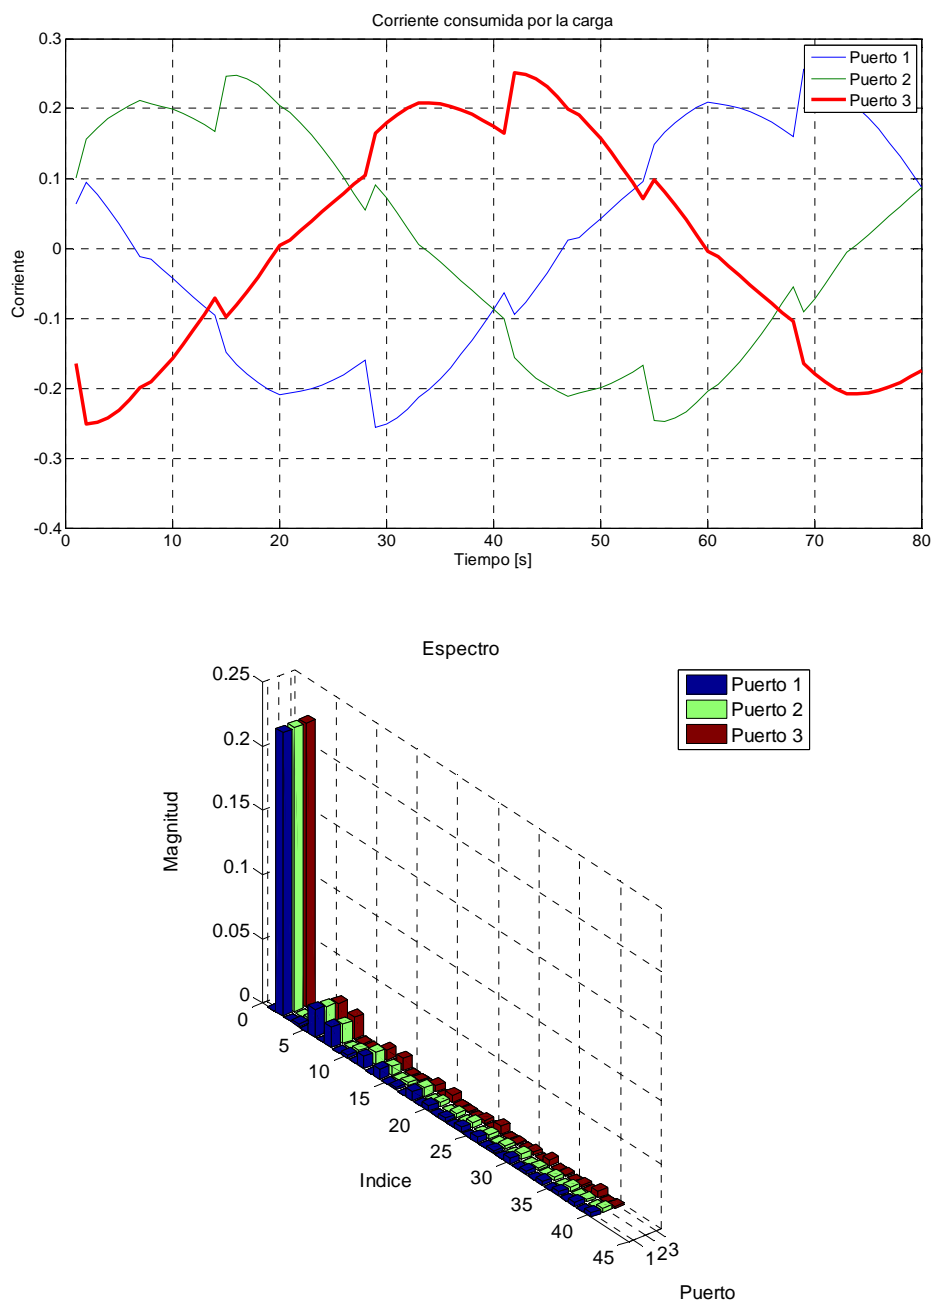 Corriente consumida por la carga
0.3
0.2
0.1
0
-0.1
-0.2
-0.3
-0.4
Corriente
0 10 20 30 40 50 60 70 80
Tiempo [s]
Puerto 1
Puerto 2
Puerto 3
Espectro
0.25
0.2
0.15
0.1
0.05
0
Magnitud
0
5
10
15
20
25
30
35
40
45
Indice
1
2
3
Puerto
Puerto 1
Puerto 2
Puerto 3